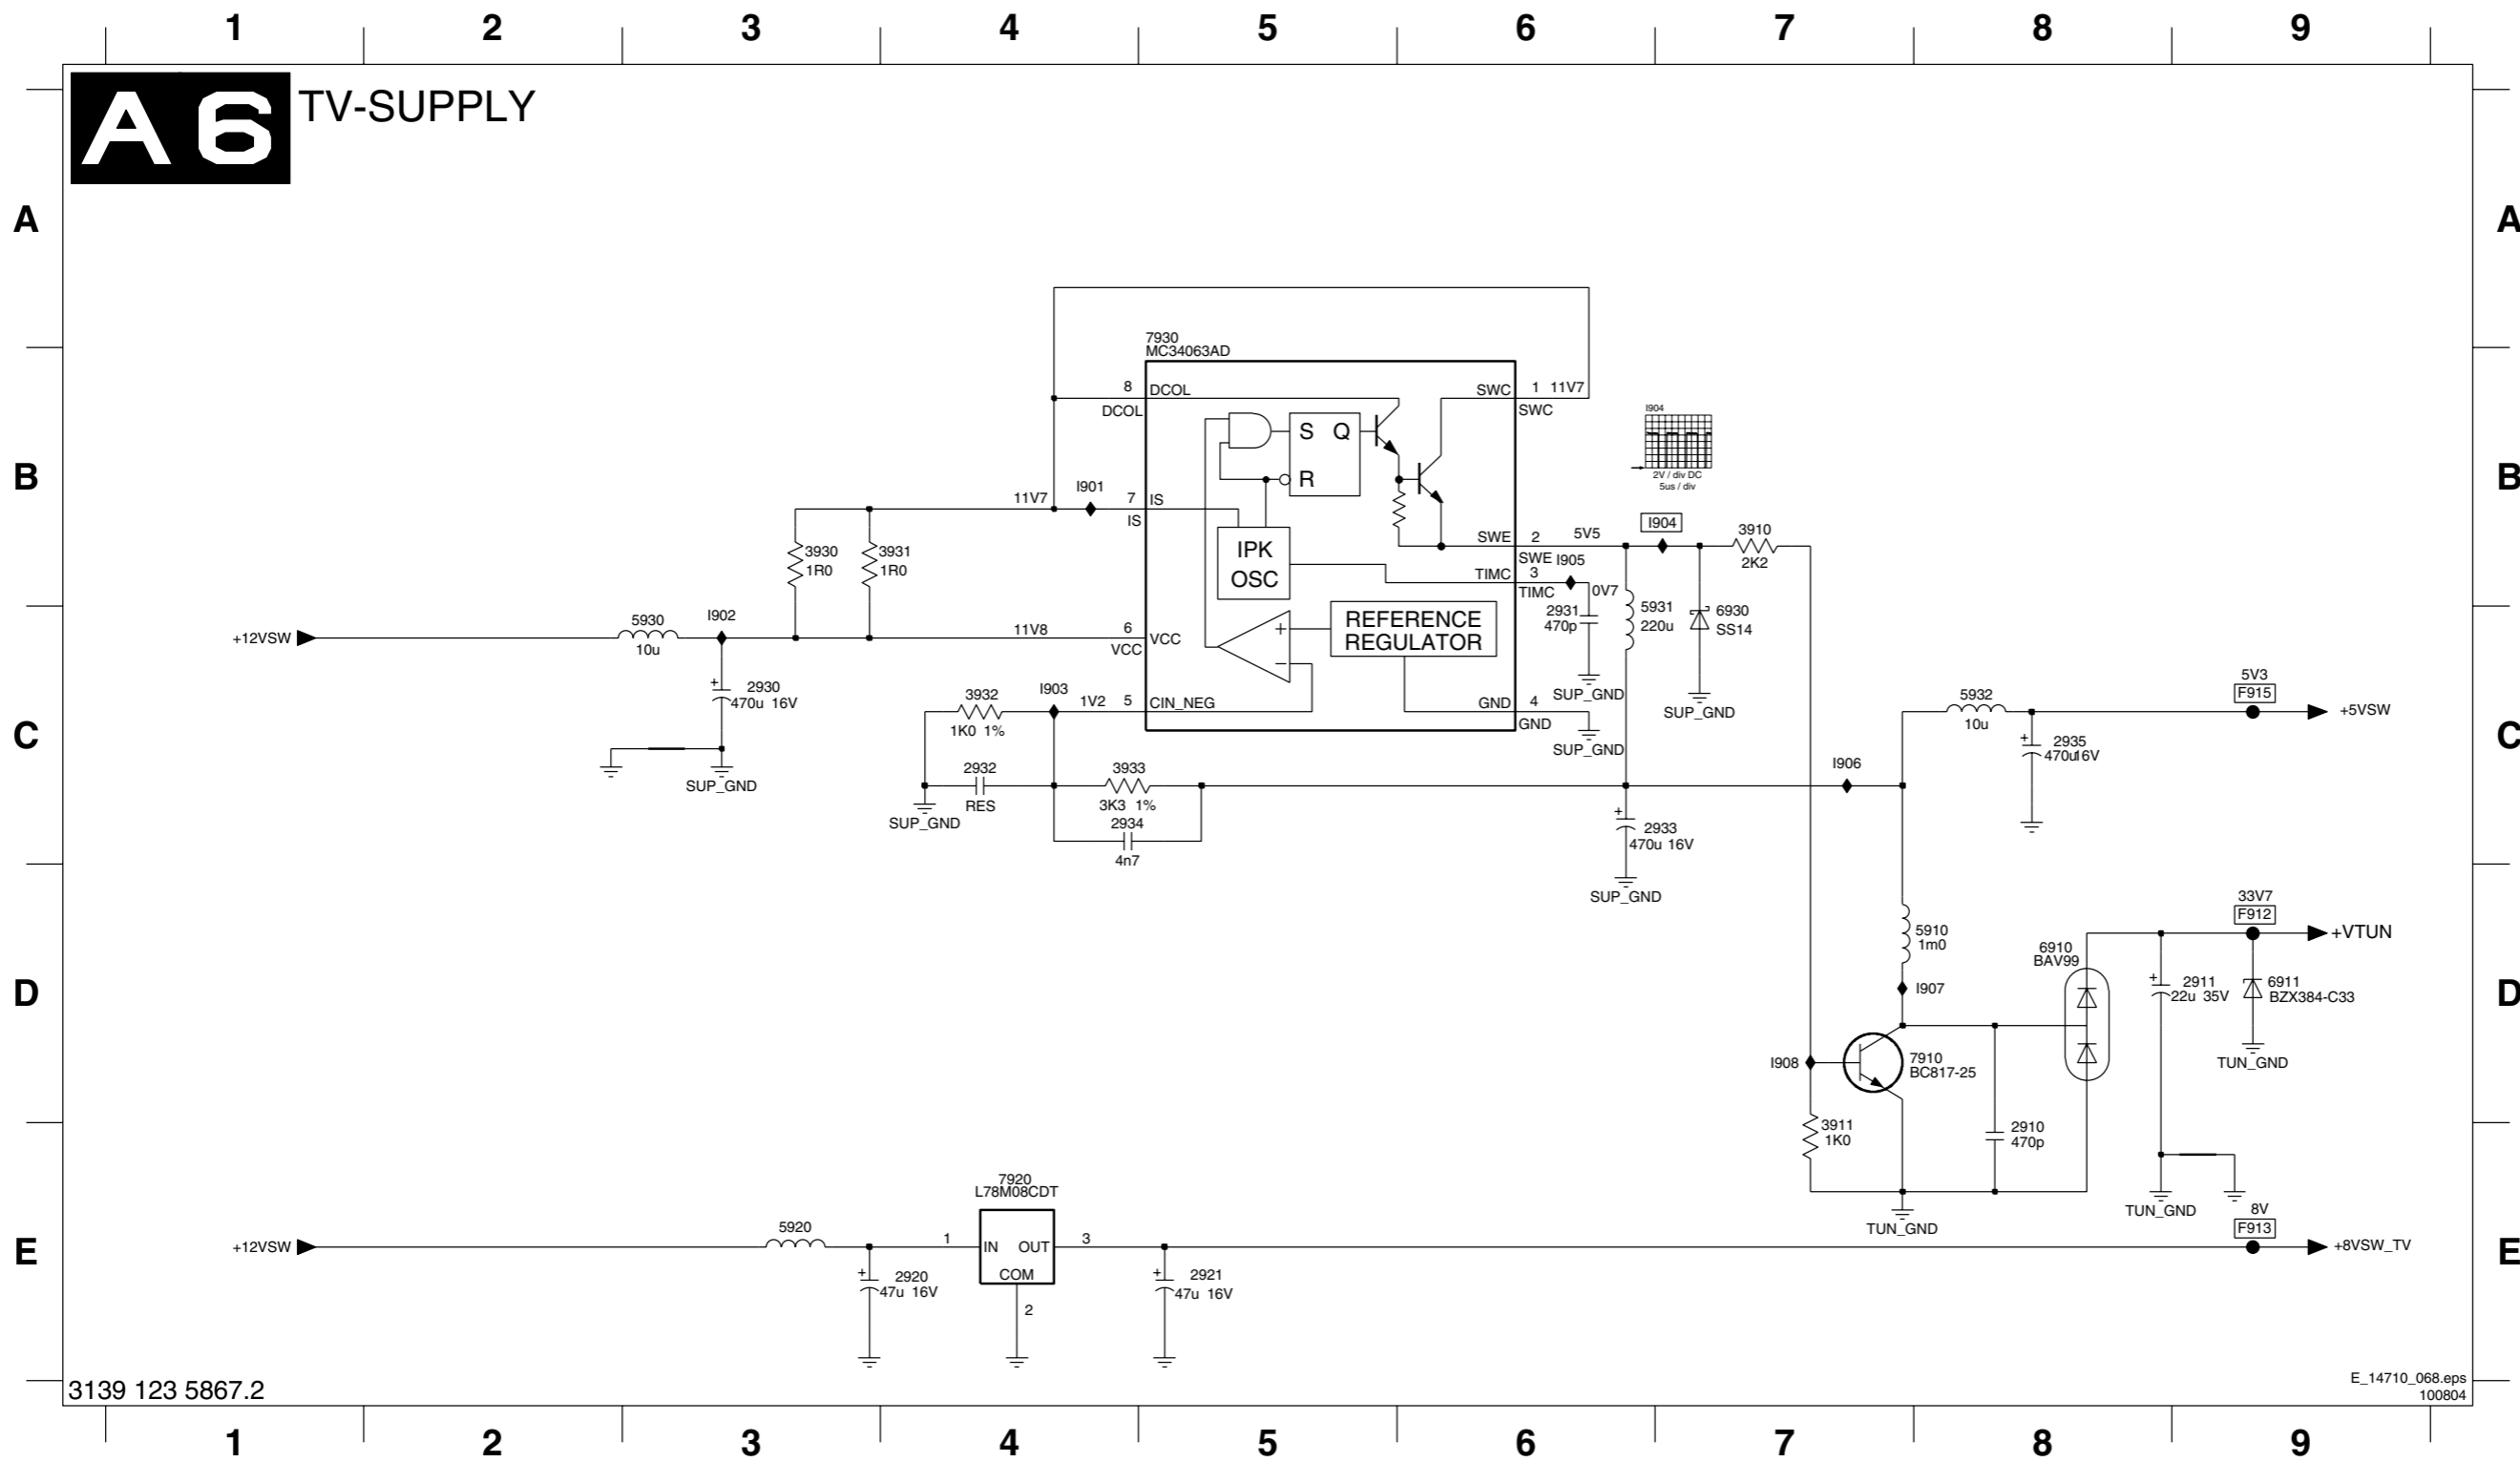 1 2 3 4 5 6 7 8 9
A6 TV-SUPPLY
A A
7930
MC34063AD
8 DCOL
DCOL
SWC 1 11V7
SWC
S Q
R
I904
2V / div DC
5us / div
B B
11V7 I901 7 IS
IS
3930
1R0
3931
1R0
IPK
OSC
SWE 2 5V5
SWE
I904
3910
2K2
TIMC 3 I905
TIMC 0V7
2931
470p
5931
220u
6930
SS14
REFERENCE
REGULATOR
+
−
+12VSW
5930
10u
I902
11V8 6 VCC
VCC
SUP_GND
SUP_GND
+
2930
470u 16V
SUP_GND
3932
1K0 1%
I903
1V2 5 CIN_NEG
GND 4
GND
SUP_GND
5932
10u
5V3
F915
+5VSW
C C
+
2935
470u16V
I906
2932
RES
SUP_GND
3933
3K3 1%
2934
4n7
+
2933
470u 16V
SUP_GND
33V7
F912
+VTUN
5910
1m0
6910
BAV99
I907
+
2911
22u 35V
6911
BZX384-C33
TUN_GND
D D
I908
7910
BC817-25
3911
1K0
2910
470p
TUN_GND
TUN_GND
7920
L78M08CDT
E E
+12VSW
5920
1 IN OUT 3
COM
2
+
2920
47u 16V
+
2921
47u 16V
8V
F913
+8VSW_TV
3139 123 5867.2
E_14710_068.eps
100804
1 2 3 4 5 6 7 8 9